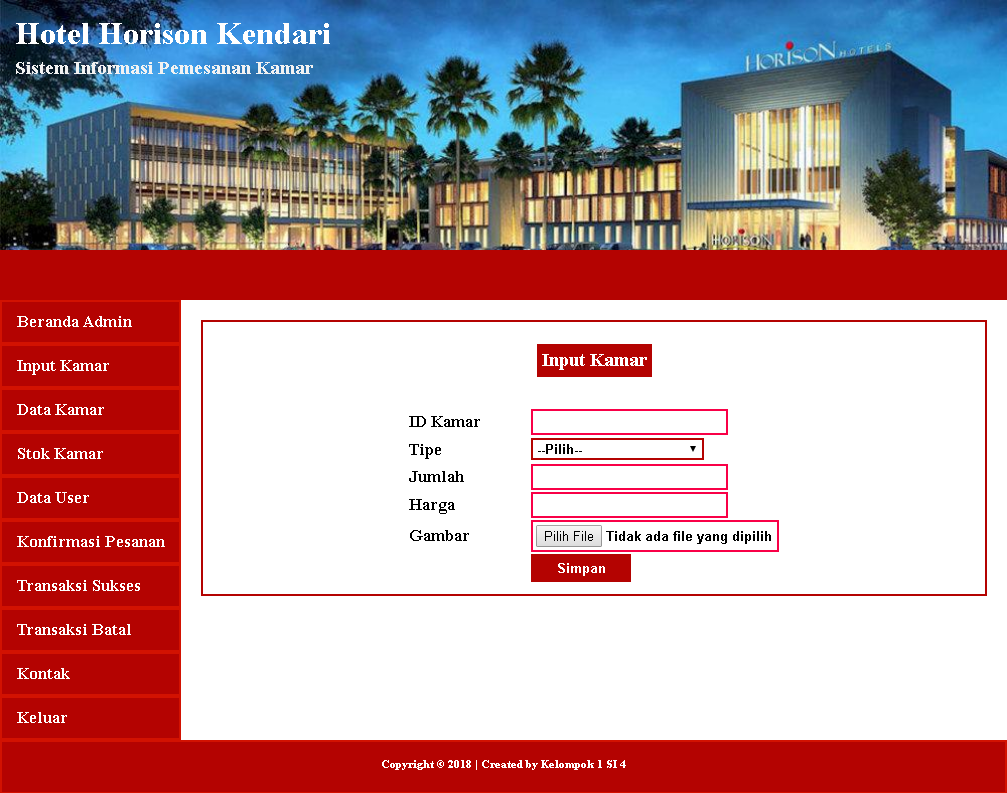 Hotel Horison Kendari
Sistem Informasi Pemesanan Kamar
HORISON HOTELS
HORISON
Beranda Admin
Input Kamar
Data Kamar
Stok Kamar
Data User
Konfirmasi Pesanan
Transaksi Sukses
Transaksi Batal
Kontak
Keluar
Input Kamar
ID Kamar
Tipe --Pilih--
Jumlah
Harga
Gambar Pilih File Tidak ada file yang dipilih
Simpan
Copyright © 2018 | Created by Kelompok 1 SI 4